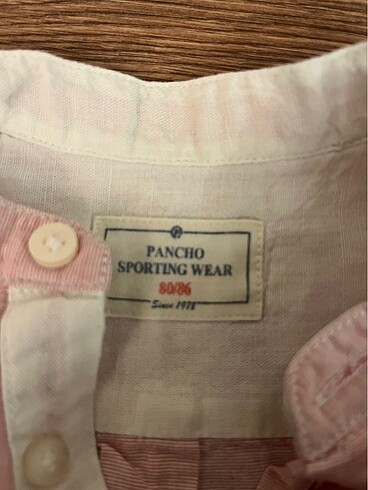 PANCHO
SPORTING WEAR
80/86
Since 1978